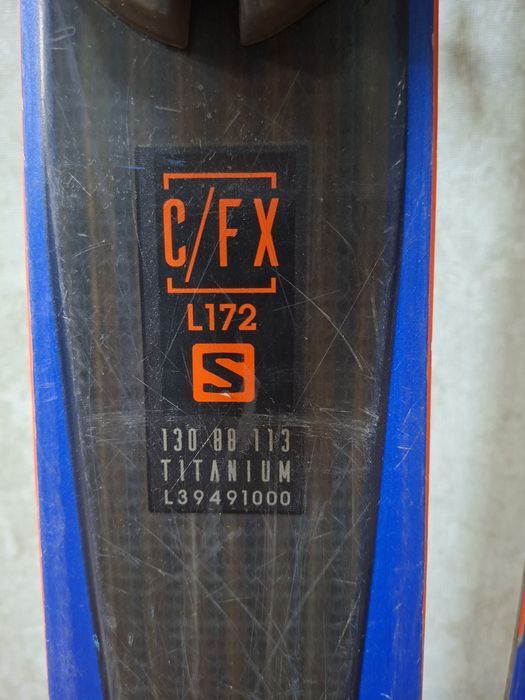 C/FX
L172
S
130 88 113
TITANIUM
L39491000